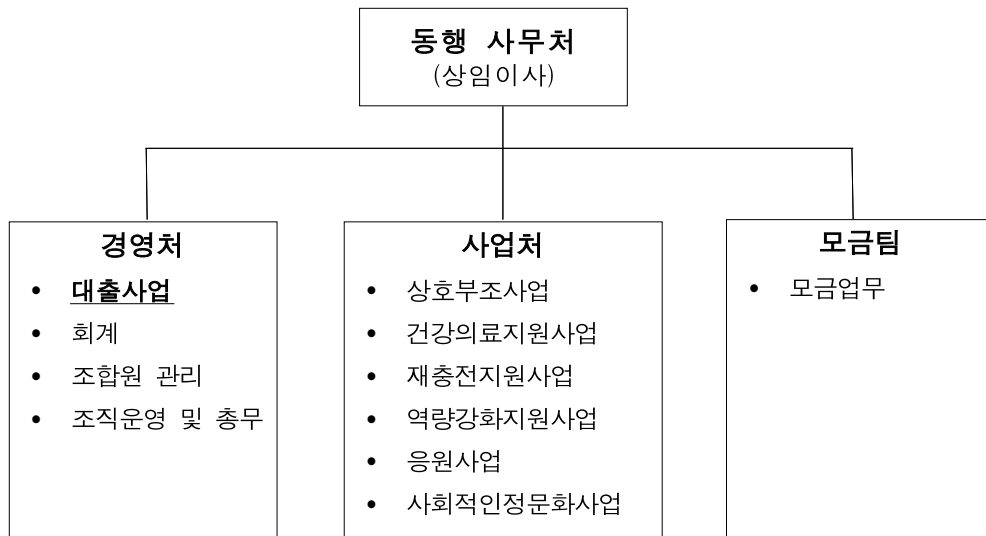 동행 사무처
(상임이사)
경영처
• 대출사업
• 회계
• 조합원 관리
• 조직운영 및 총무
사업처
• 상호부조사업
• 건강의료지원사업
• 재충전지원사업
• 역량강화지원사업
• 응원사업
• 사회적인정문화사업
모금팀
• 모금업무